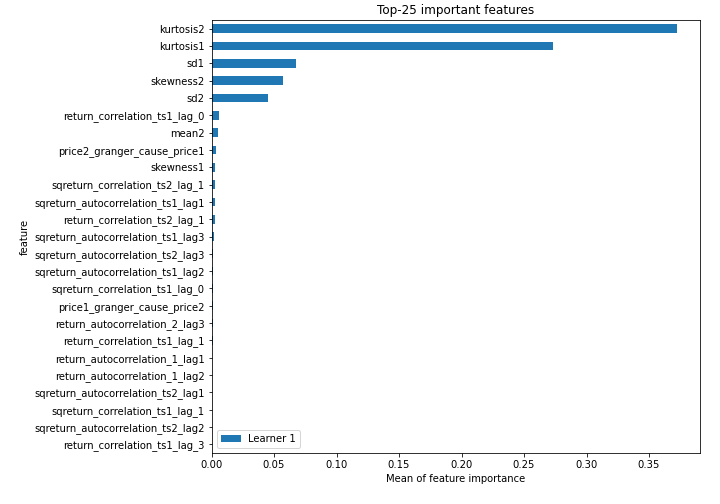 Top-25 important features
kurtosis2
kurtosis1
sd1
skewness2
sd2
return_correlation_ts1_lag_0
mean2
price2_granger_cause_price1
skewness1
sqreturn_correlation_ts2_lag_1
sqreturn_autocorrelation_ts1_lag1
return_correlation_ts2_lag_1
sqreturn_autocorrelation_ts1_lag3
sqreturn_autocorrelation_ts2_lag3
sqreturn_autocorrelation_ts1_lag2
sqreturn_correlation_ts1_lag_0
price1_granger_cause_price2
return_autocorrelation_2_lag3
return_correlation_ts1_lag_1
return_autocorrelation_1_lag1
return_autocorrelation_1_lag2
sqreturn_autocorrelation_ts2_lag1
sqreturn_correlation_ts1_lag_1
sqreturn_autocorrelation_ts2_lag2
return_correlation_ts1_lag_3
feature
Learner 1
0.00 0.05 0.10 0.15 0.20 0.25 0.30 0.35
Mean of feature importance